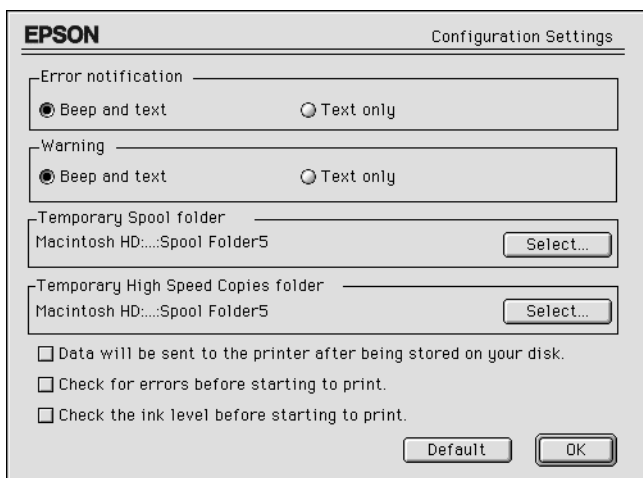 EPSON
Configuration Settings
Error notification
Beep and text
Text only
Warning
Beep and text
Text only
Temporary Spool folder
Macintosh HD:...:Spool Folder5
Select...
Temporary High Speed Copies folder
Macintosh HD:...:Spool Folder5
Select...
Data will be sent to the printer after being stored on your disk.
Check for errors before starting to print.
Check the ink level before starting to print.
Default
OK